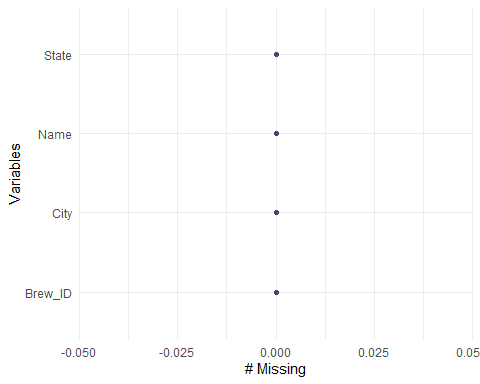 State
Name
City
Brew_ID
Variables
-0.050 -0.025 0.000 0.025 0.05
# Missing